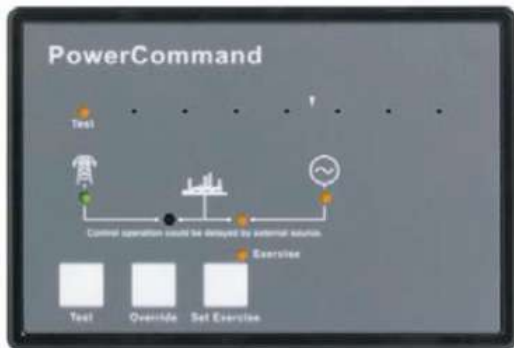 PowerCommand
Test
Control operation could be delayed by external source.
Exercise
Test Override Set Exercise